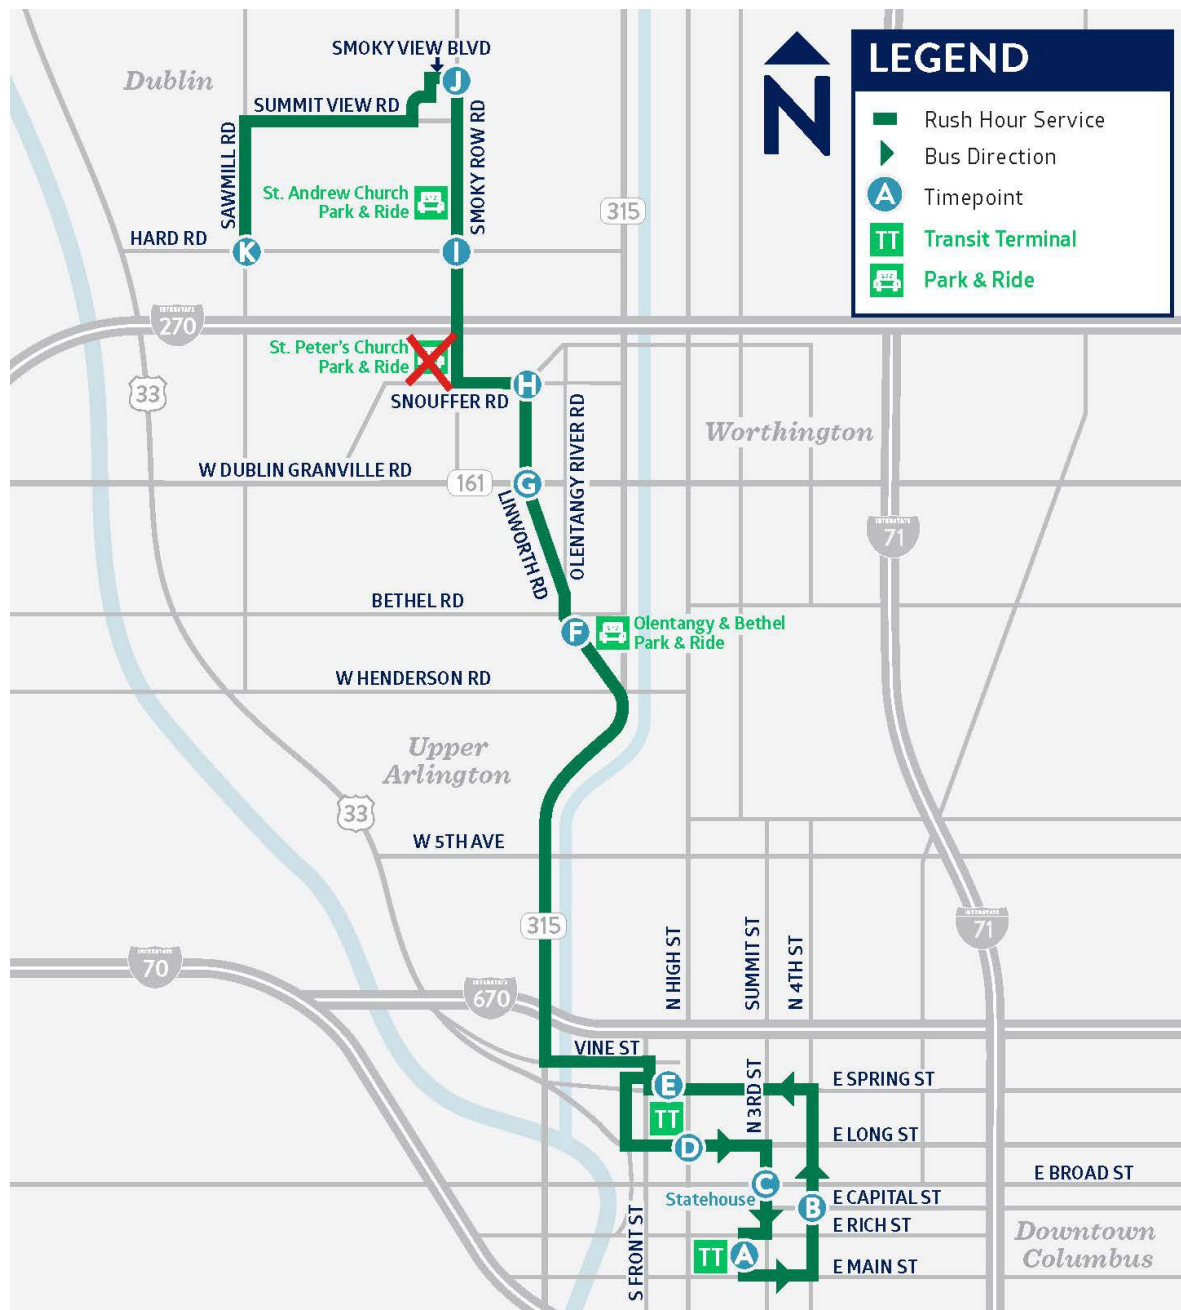 SMOKY VIEW BLVD
Dublin
J
SUMMIT VIEW RD
SAWMILL RD
SMOKY ROW RD
St. Andrew Church
Park & Ride
HARD RD
K
I
315
N
LEGEND
Rush Hour Service
Bus Direction
A
Timepoint
TT
Transit Terminal
Park & Ride
INTERSTATE
270
St. Peter's Church
Park & Ride
33
H
SNOUFFER RD
OLENTANGY RIVER RD
Worthington
W DUBLIN GRANVILLE RD
161
G
LINWORTH RD
INTERSTATE
71
BETHEL RD
F
Olentangy & Bethel
Park & Ride
W HENDERSON RD
Upper
Arlington
33
W 5TH AVE
315
INTERSTATE
71
INTERSTATE
70
INTERSTATE
670
N HIGH ST
SUMMIT ST
N 4TH ST
VINE ST
E
N 3RD ST
E SPRING ST
TT
D
E LONG ST
E BROAD ST
C
Statehouse
B
E CAPITAL ST
E RICH ST
S FRONT ST
TT
A
E MAIN ST
Downtown
Columbus